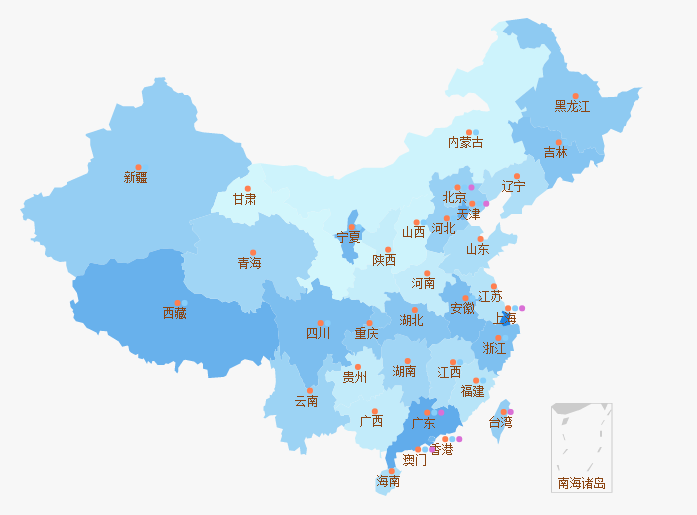 黑龙江
内蒙古
吉林
新疆
辽宁
甘肃
北京
天津
宁夏
山西
河北
山东
陕西
青海
河南
江苏
西藏
安徽
上海
湖北
四川
重庆
浙江
湖南
江西
贵州
福建
云南
广西
广东
台湾
香港
澳门
海南
南海诸岛